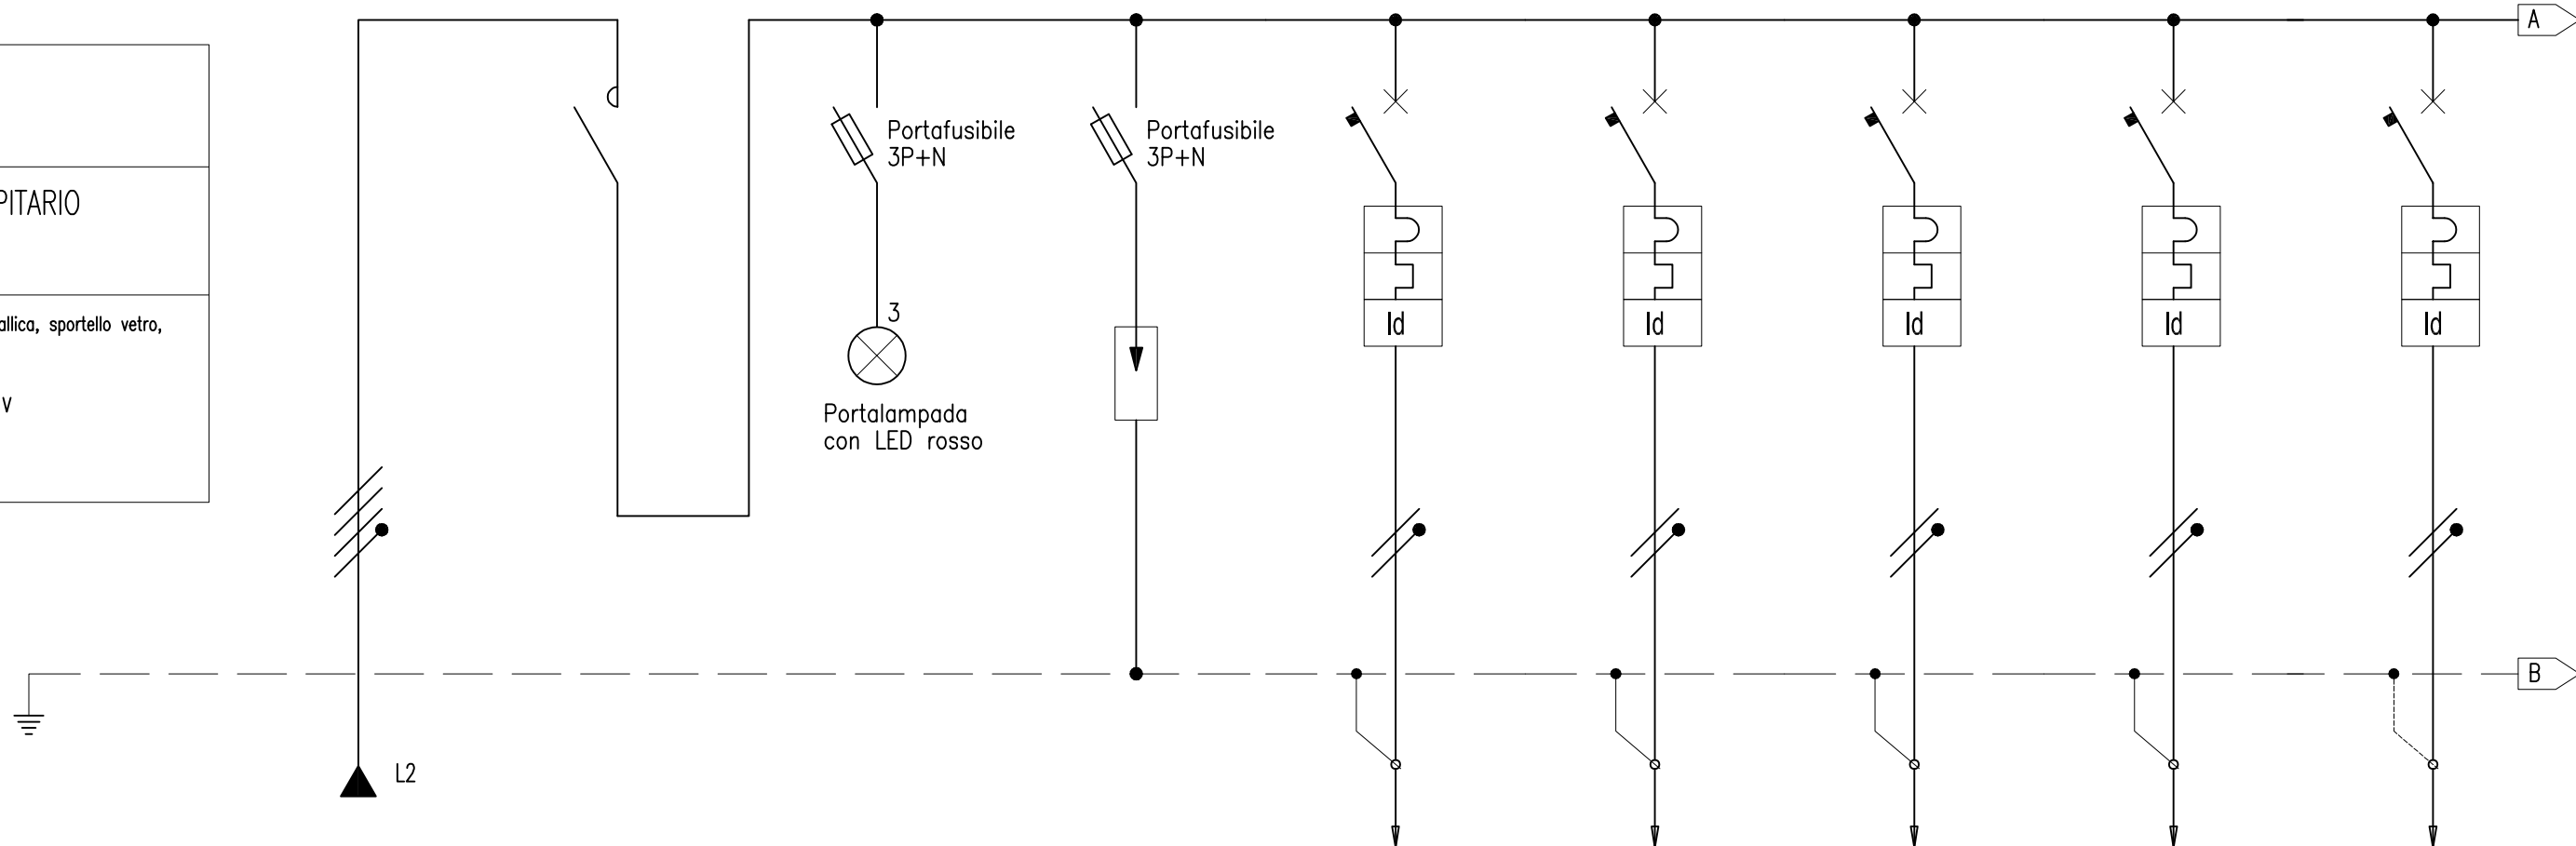 A
PITARIO
allica, sportello vetro,
V
Portafusibile
3P+N
Portafusibile
3P+N
3
Portalampada
con LED rosso
Id
Id
Id
Id
Id
B
L2